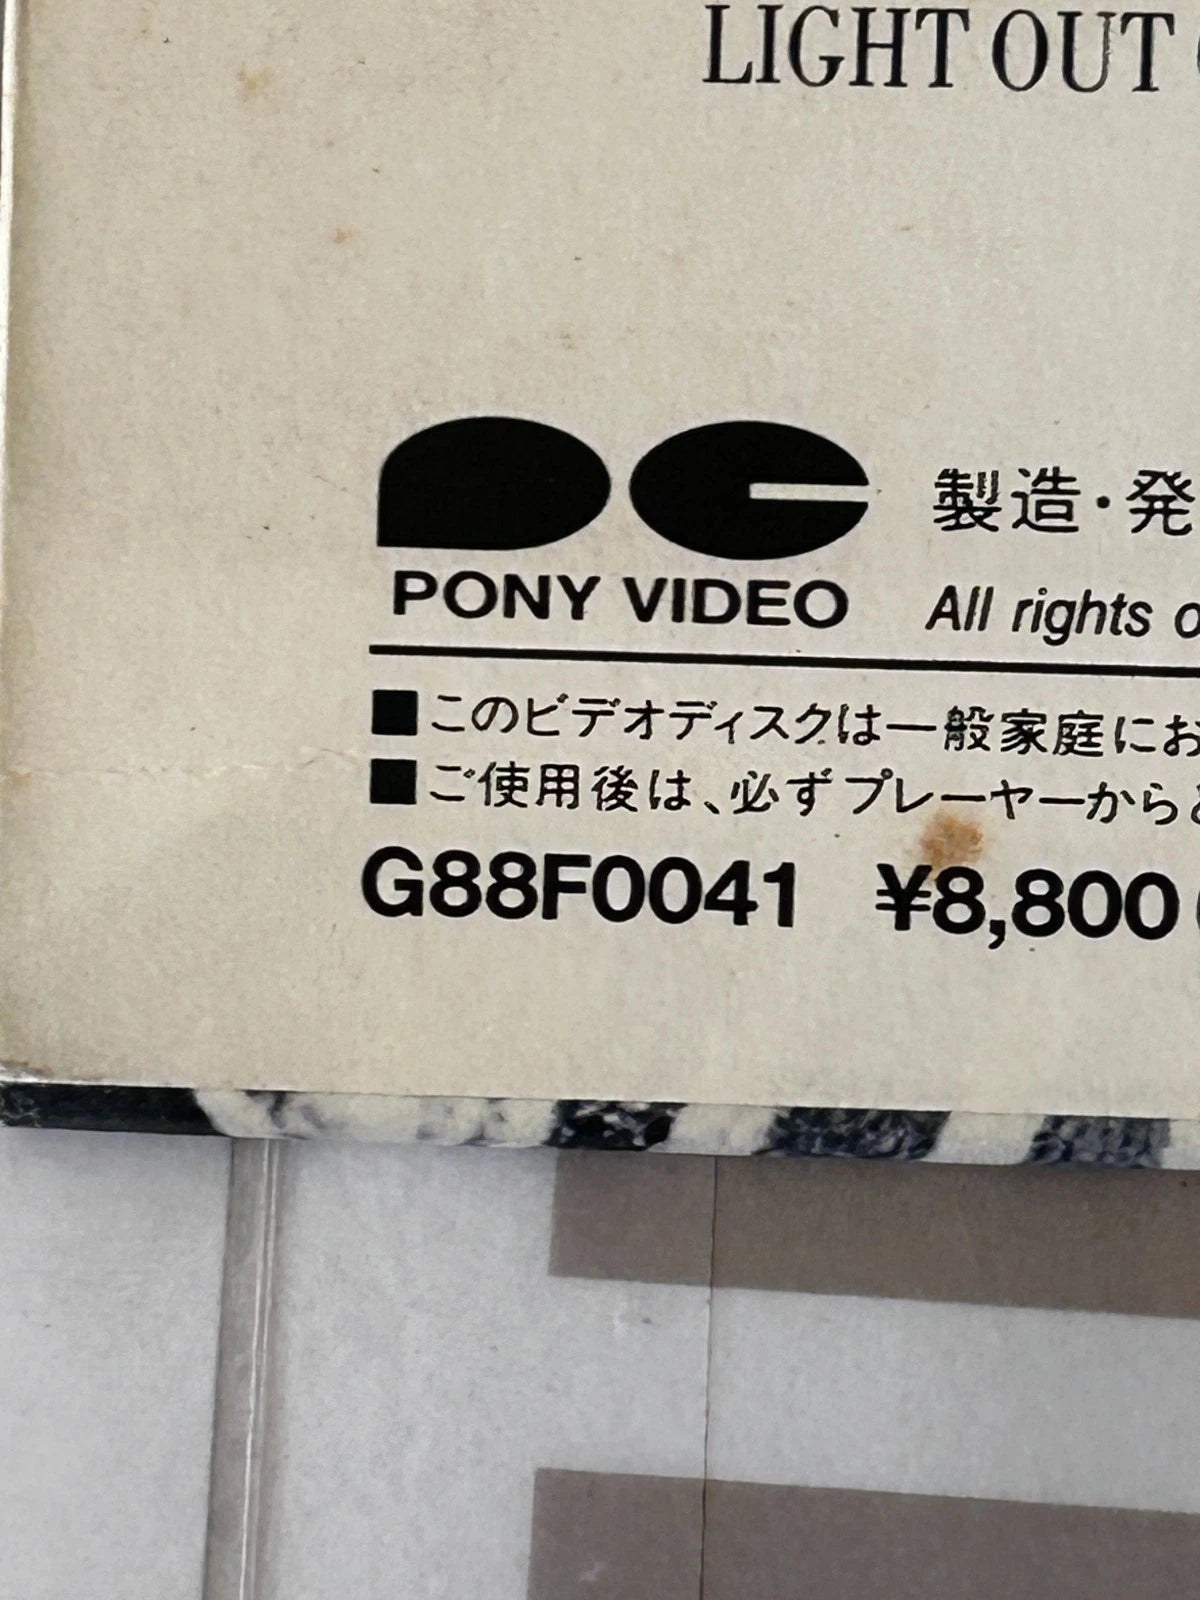 LIGHT OUT
PONY VIDEO
製造・発
All rights o
■このビデオディスクは一般家庭にお
■ご使用後は、必ずプレーヤーから
G88F0041 ¥8,800